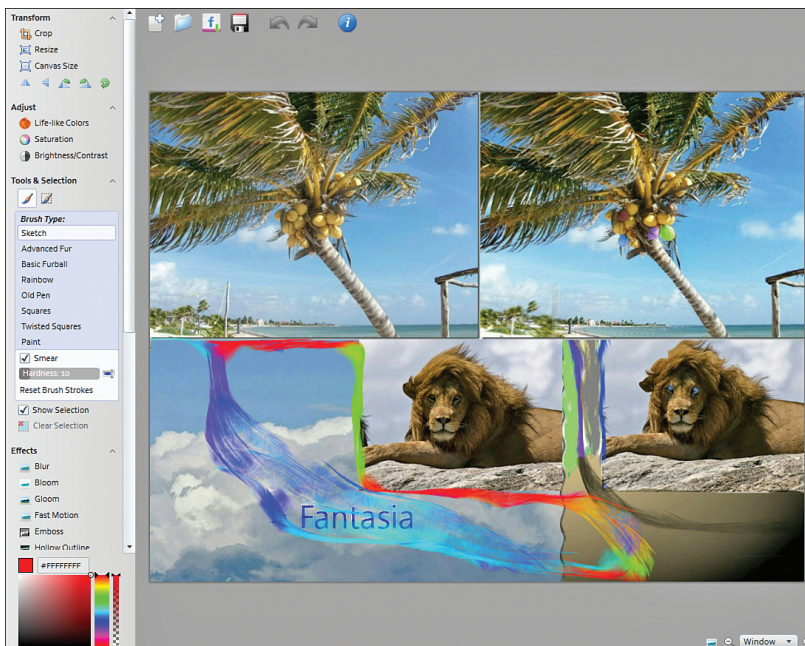 Transform
Crop
Resize
Canvas Size
Adjust
Life-like Colors
Saturation
Brightness/Contrast
Tools & Selection
Brush Type:
Sketch
Advanced Fur
Basic Furball
Rainbow
Old Pen
Squares
Twisted Squares
Paint
Smear
Hardness: 10
Reset Brush Strokes
Show Selection
Clear Selection
Effects
Blur
Bloom
Gloom
Fast Motion
Emboss
Hollow Outline
#FFFFFFFF
Fantasia
Window